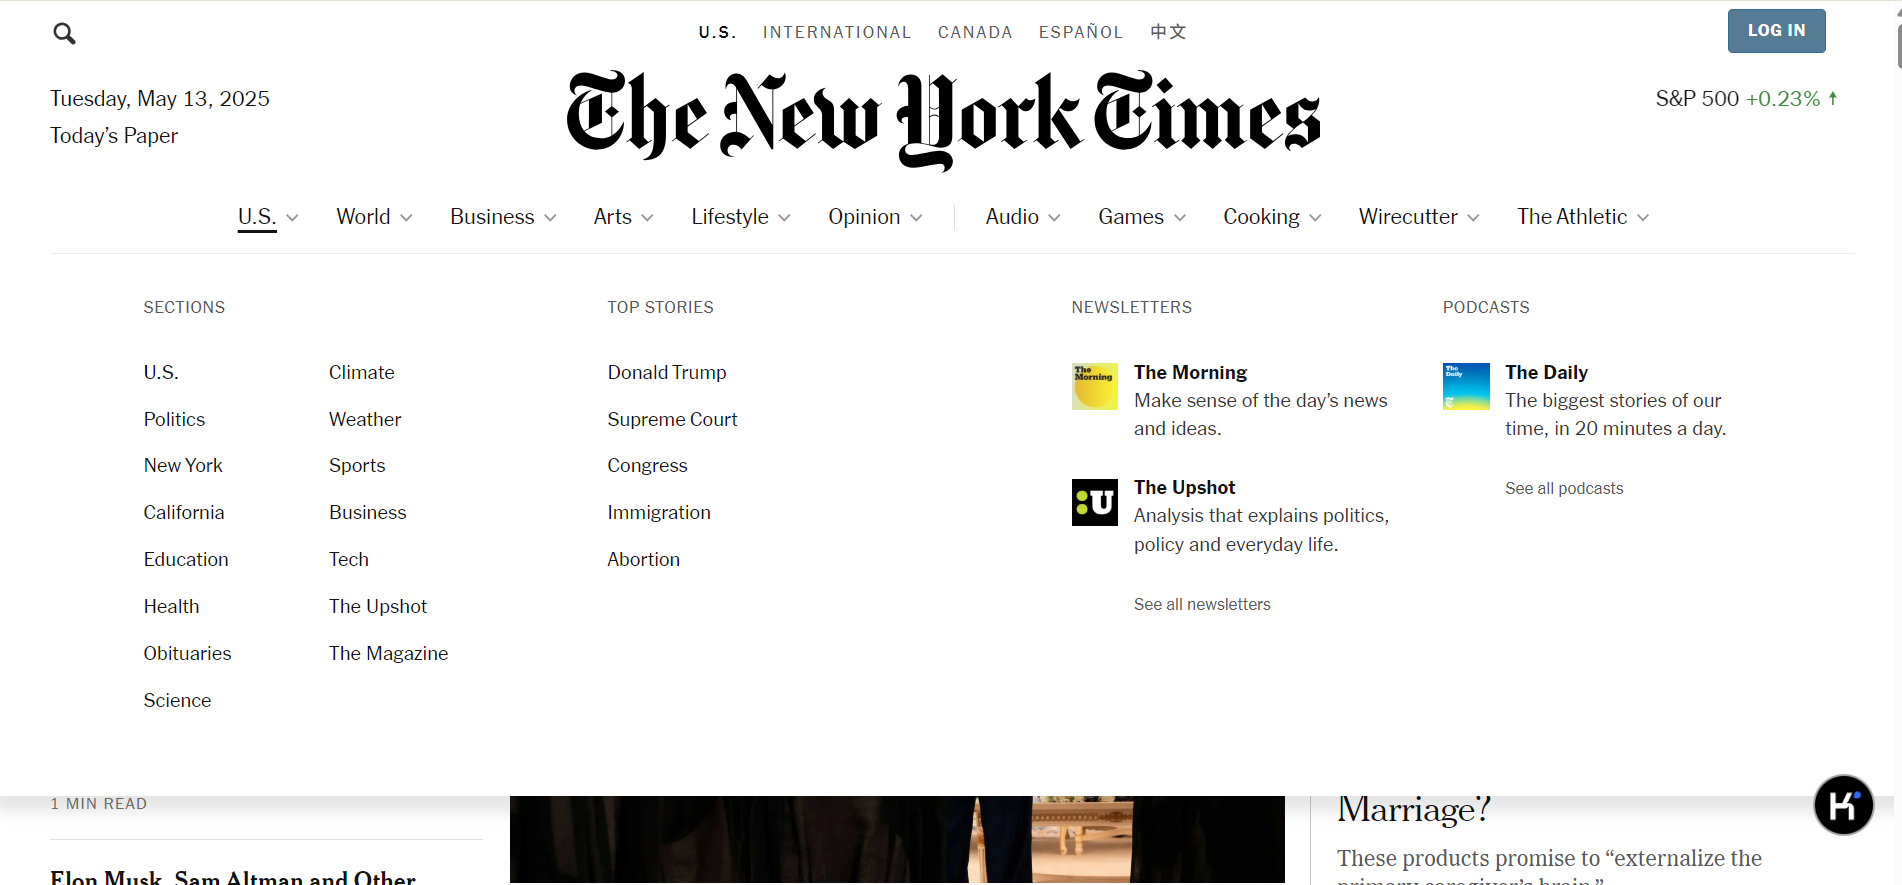 U.S. INTERNATIONAL CANADA ESPAÑOL 中文
LOG IN
Tuesday, May 13, 2025
Today’s Paper
The New York Times
S&P 500 +0.23%
U.S. World Business Arts Lifestyle Opinion Audio Games Cooking Wirecutter The Athletic
SECTIONS
U.S.
Politics
New York
California
Education
Health
Obituaries
Science
Climate
Weather
Sports
Business
Tech
The Upshot
The Magazine
TOP STORIES
Donald Trump
Supreme Court
Congress
Immigration
Abortion
NEWSLETTERS
The
Morning
The Morning
Make sense of the day’s news
and ideas.
:U
The Upshot
Analysis that explains politics,
policy and everyday life.
See all newsletters
PODCASTS
The
Daily
T
The Daily
The biggest stories of our
time, in 20 minutes a day.
See all podcasts
1 MIN READ
Elon Musk, Sam Altman and Other
Marriage?
These products promise to “externalize the
primary caregiver’s brain.”
K